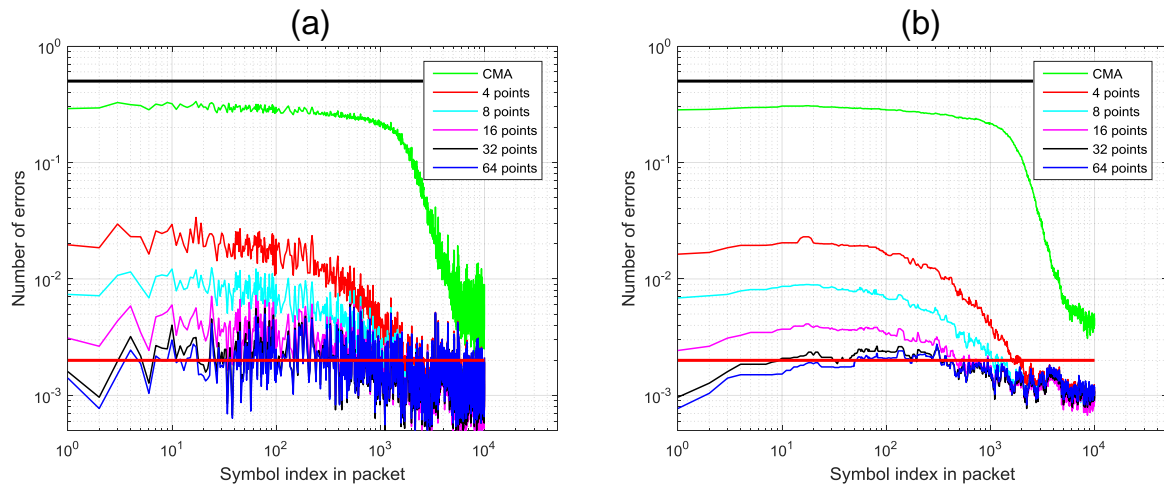 (a)
10^0
10^-1
10^-2
10^-3
Number of errors
CMA
4 points
8 points
16 points
32 points
64 points
10^0
10^1
10^2
10^3
10^4
Symbol index in packet
(b)
10^0
10^-1
10^-2
10^-3
Number of errors
CMA
4 points
8 points
16 points
32 points
64 points
10^0
10^1
10^2
10^3
10^4
Symbol index in packet